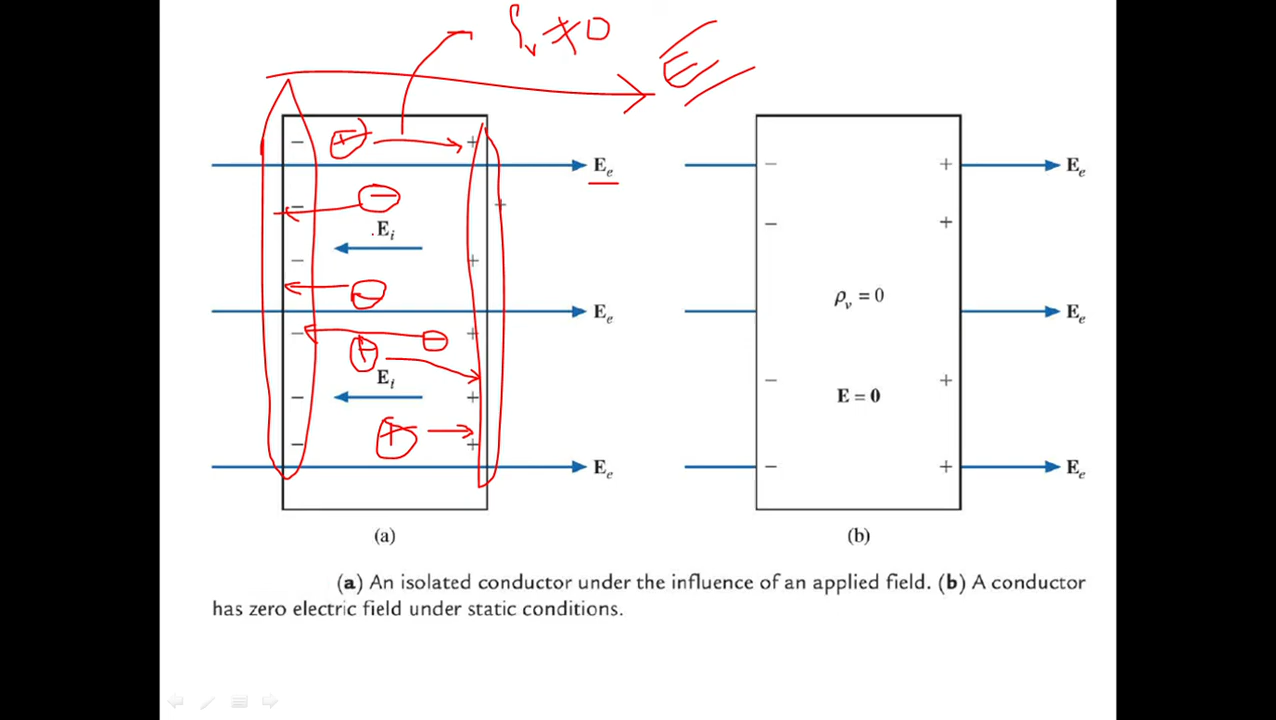 ρv ≠ 0
E
− + Ee − + Ee
+
−
− + − +
Ei
− +
ρv = 0
−
Ee Ee
− + −
+
Ei − +
E = 0
− +
+
− +
Ee − + Ee
(a) (b)
(a) An isolated conductor under the influence of an applied field. (b) A conductor
has zero electric field under static conditions.